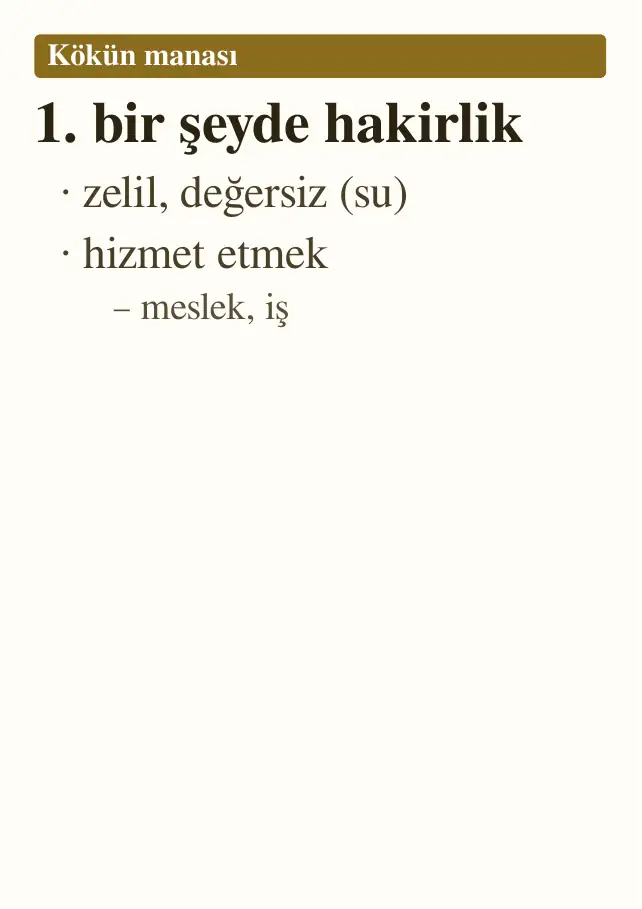 Kökün manası
1. bir şeyde hakirlik
· zelil, değersiz (su)
· hizmet etmek
– meslek, iş